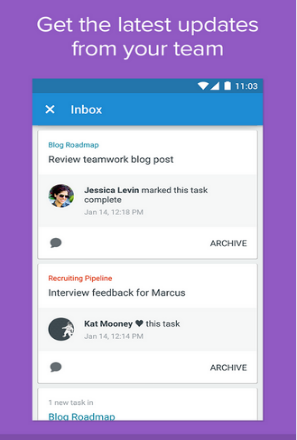 Get the latest updates
from your team
11:03
✕ Inbox
Blog Roadmap
Review teamwork blog post
Jessica Levin marked this task
complete
Jan 14, 12:18 PM
ARCHIVE
Recruiting Pipeline
Interview feedback for Marcus
Kat Mooney ♥ this task
Jan 14, 12:14 PM
ARCHIVE
1 new task in
Blog Roadmap